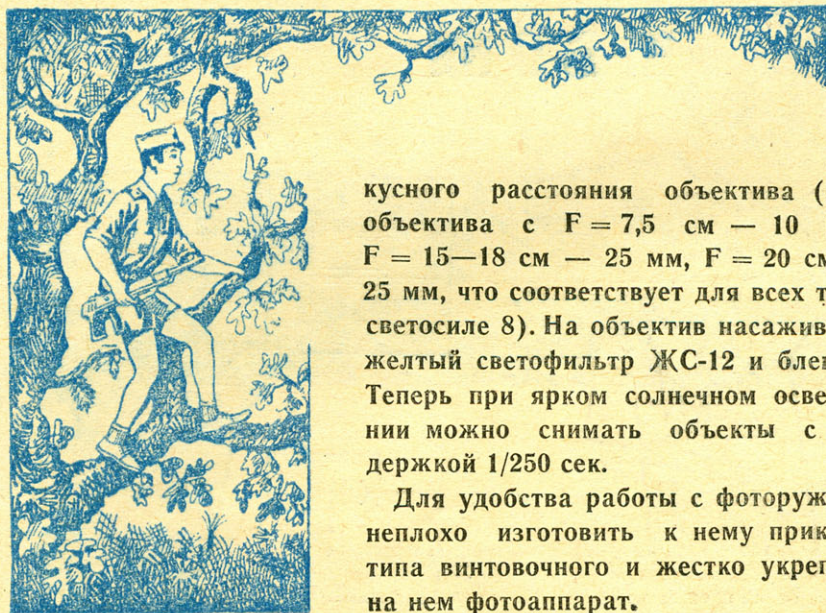 кусного расстояния объектива (
объектива с F = 7,5 см — 10
F = 15—18 см — 25 мм, F = 20 см
25 мм, что соответствует для всех т
светосиле 8). На объектив насажив
желтый светофильтр ЖС-12 и блен
Теперь при ярком солнечном осве
нии можно снимать объекты с
держкой 1/250 сек.
Для удобства работы с фоторуж
неплохо изготовить к нему прик
типа винтовочного и жестко укреп
на нем фотоаппарат.